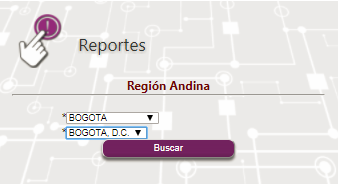 Reportes
Región Andina
*BOGOTA
*BOGOTA, D.C.
Buscar